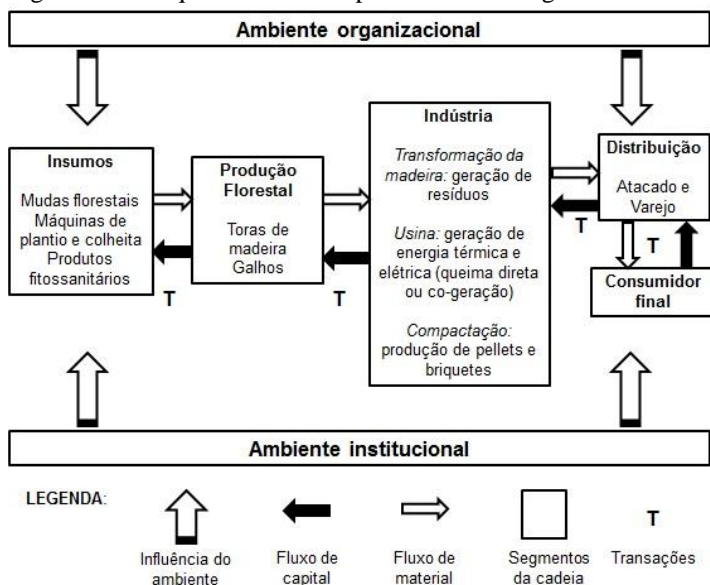 Ambiente organizacional
Insumos
Mudas florestais
Máquinas de
plantio e colheita
Produtos
fitossanitários
T
Produção
Florestal
Toras de
madeira
Galhos
T
Indústria
Transformação da
madeira: geração de
resíduos
Usina: geração de
energia térmica e
elétrica (queima direta
ou co-geração)
Compactação:
produção de pellets e
briquetes
T
Distribuição
Atacado e
Varejo
T
Consumidor
final
Ambiente institucional
LEGENDA:
Influência do
ambiente
Fluxo de
capital
Fluxo de
material
Segmentos
da cadeia
T
Transações